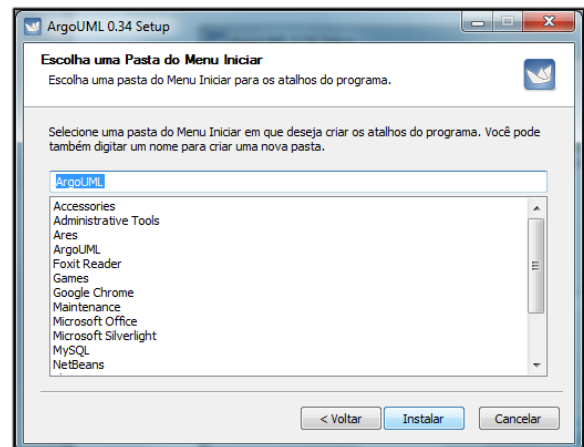 ArgoUML 0.34 Setup
Escolha uma Pasta do Menu Iniciar
Escolha uma pasta do Menu Iniciar para os atalhos do programa.
Selecione uma pasta do Menu Iniciar em que deseja criar os atalhos do programa. Você pode
também digitar um nome para criar uma nova pasta.
ArgoUML
Accessories
Administrative Tools
Ares
ArgoUML
Foxit Reader
Games
Google Chrome
Maintenance
Microsoft Office
Microsoft Silverlight
MySQL
NetBeans
< Voltar Instalar Cancelar